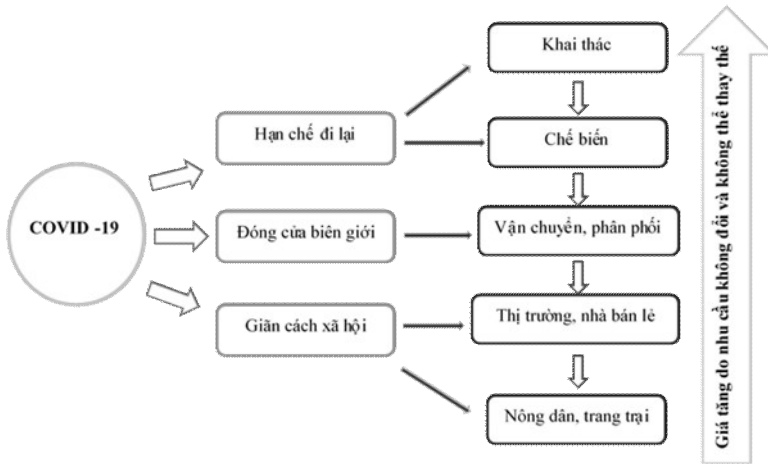 Khai thác
Hạn chế đi lại
Chế biến
COVID -19
Đóng cửa biên giới
Vận chuyển, phân phối
Giãn cách xã hội
Thị trường, nhà bán lẻ
Nông dân, trang trại
Giá tăng do nhu cầu không đổi và không thể thay thế